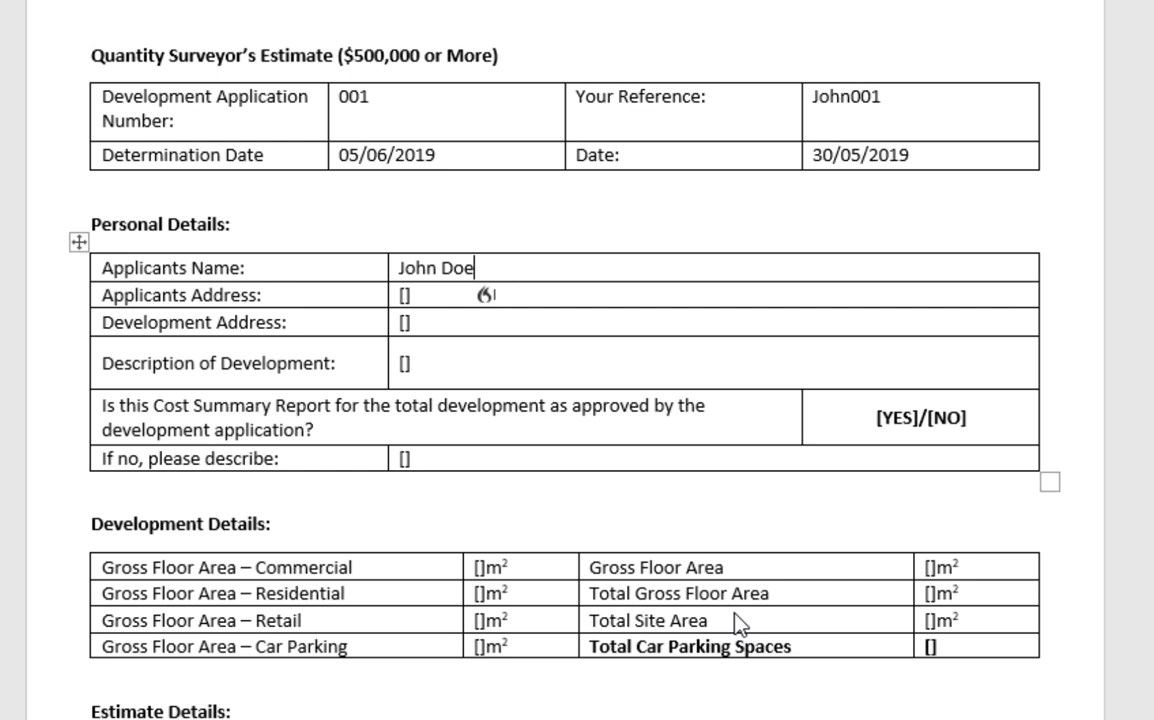 Quantity Surveyor's Estimate ($500,000 or More)
Development Application Number: 001 Your Reference: John001
Determination Date 05/06/2019 Date: 30/05/2019
Personal Details:
Applicants Name: John Doe
Applicants Address: []
Development Address: []
Description of Development: []
Is this Cost Summary Report for the total development as approved by the
development application? [YES]/[NO]
If no, please describe: []
Development Details:
Gross Floor Area – Commercial []m² Gross Floor Area []m²
Gross Floor Area – Residential []m² Total Gross Floor Area []m²
Gross Floor Area – Retail []m² Total Site Area []m²
Gross Floor Area – Car Parking []m² Total Car Parking Spaces []
Estimate Details: